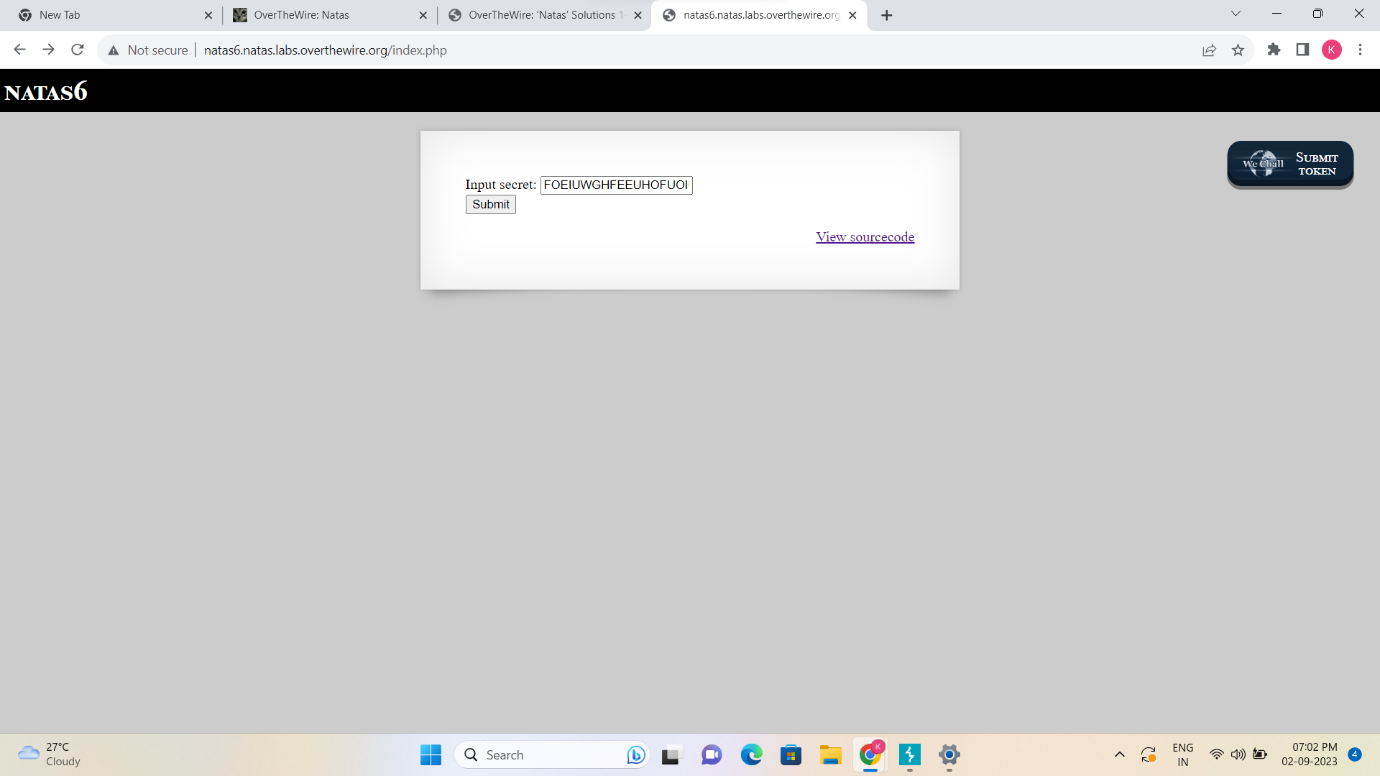 New Tab
OverTheWire: Natas
OverTheWire: 'Natas' Solutions 1
natas6.natas.labs.overthewire.org
Not secure
natas6.natas.labs.overthewire.org/index.php
K
NATAS6
Input secret: FOEIUWGHFEEUHOFUOI
Submit
View sourcecode
We Chall
SUBMIT
TOKEN
27°C
Cloudy
Search
K
ENG
IN
07:02 PM
02-09-2023
4